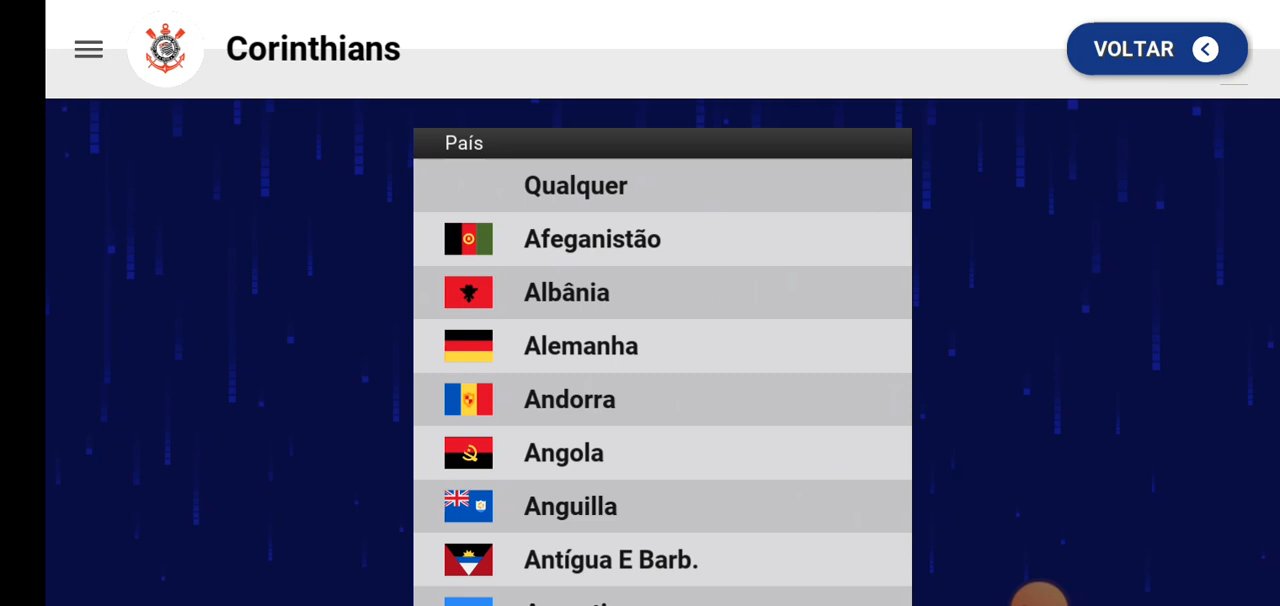 Corinthians
VOLTAR
País
Qualquer
Afeganistão
Albânia
Alemanha
Andorra
Angola
Anguilla
Antígua E Barb.